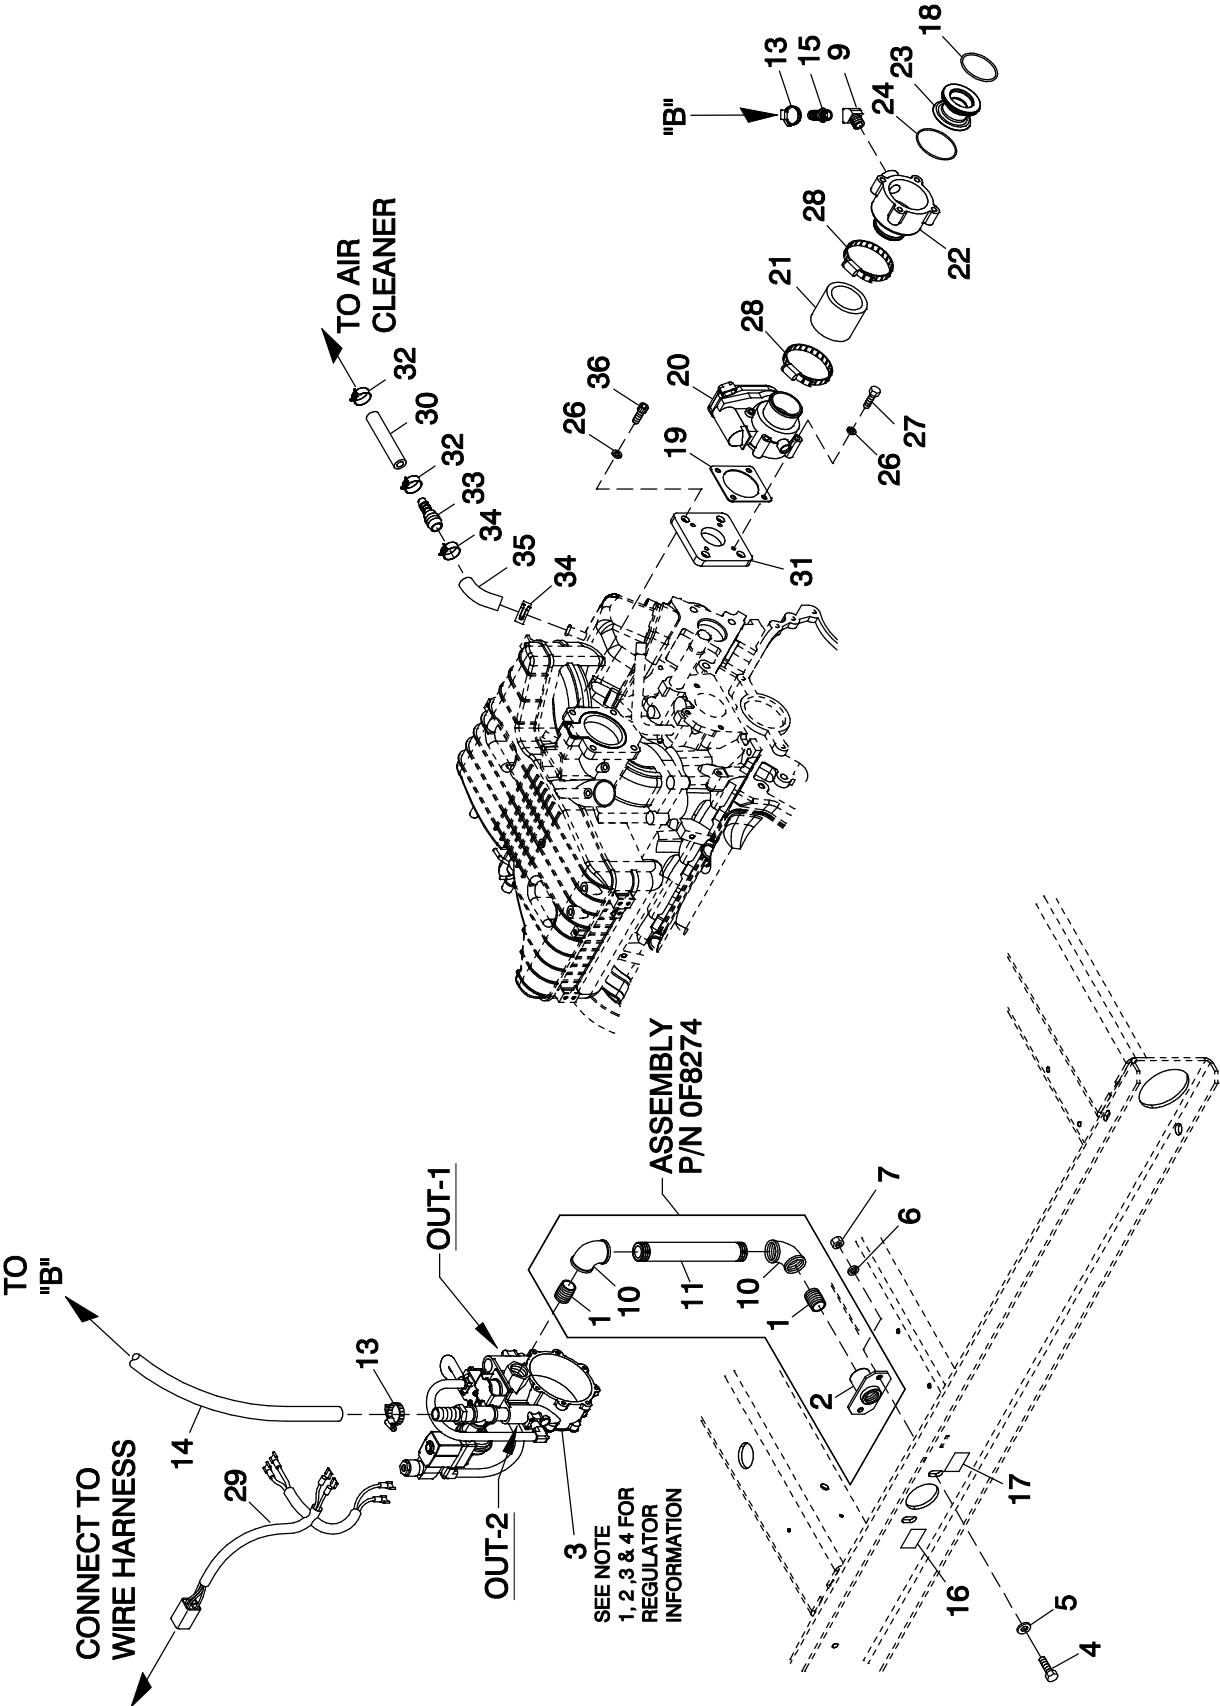 CONNECT TO
WIRE HARNESS
TO
"B"
29
14
13
OUT-1
OUT-2
3
SEE NOTE
1, 2 ,3 & 4 FOR
REGULATOR
INFORMATION
ASSEMBLY
P/N 0F8274
1
10
11
10
1
2
7
6
16
17
5
4
TO AIR
CLEANER
32
30
32
33
34
35
34
36
26
19
20
31
28
21
28
27
26
22
"B"
13
15
9
24
23
18